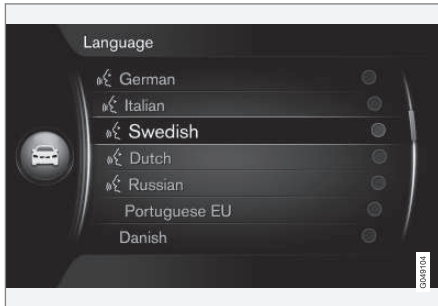 Language
German
Italian
Swedish
Dutch
Russian
Portuguese EU
Danish
G049104